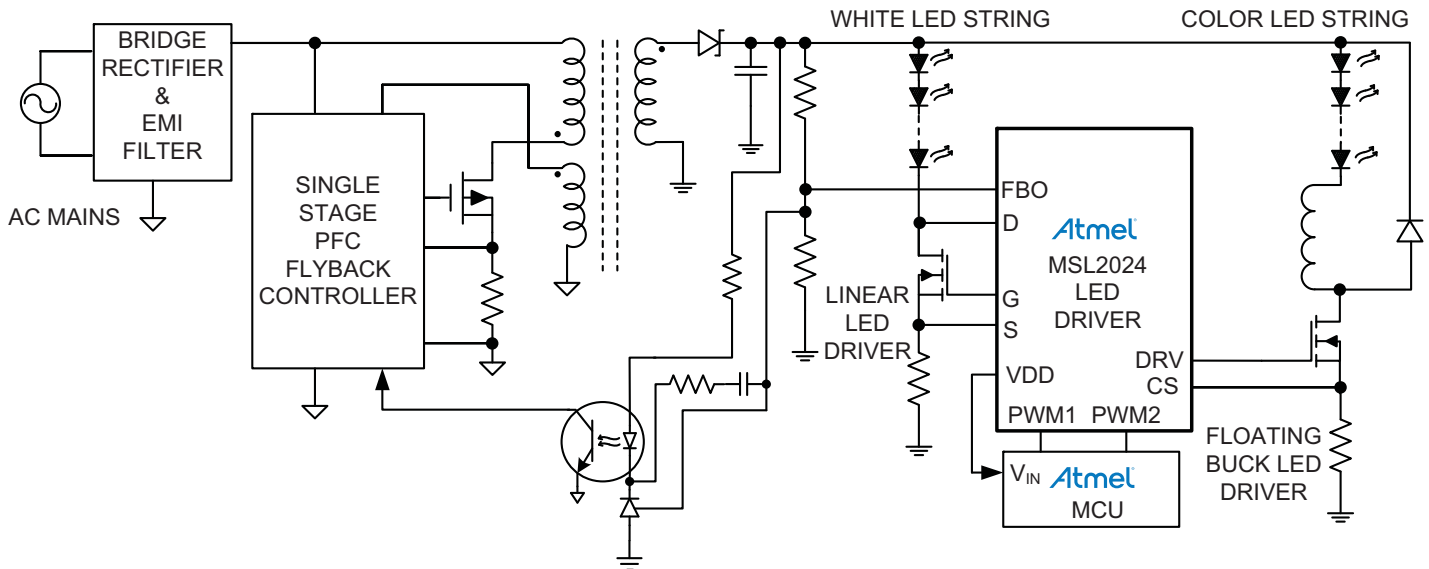 WHITE LED STRING
COLOR LED STRING
BRIDGE
RECTIFIER
&
EMI
FILTER
AC MAINS
SINGLE
STAGE
PFC
FLYBACK
CONTROLLER
LINEAR
LED
DRIVER
FBO
D
G
S
VDD
Atmel
MSL2024
LED
DRIVER
DRV
CS
PWM1 PWM2
VIN
Atmel
MCU
FLOATING
BUCK LED
DRIVER